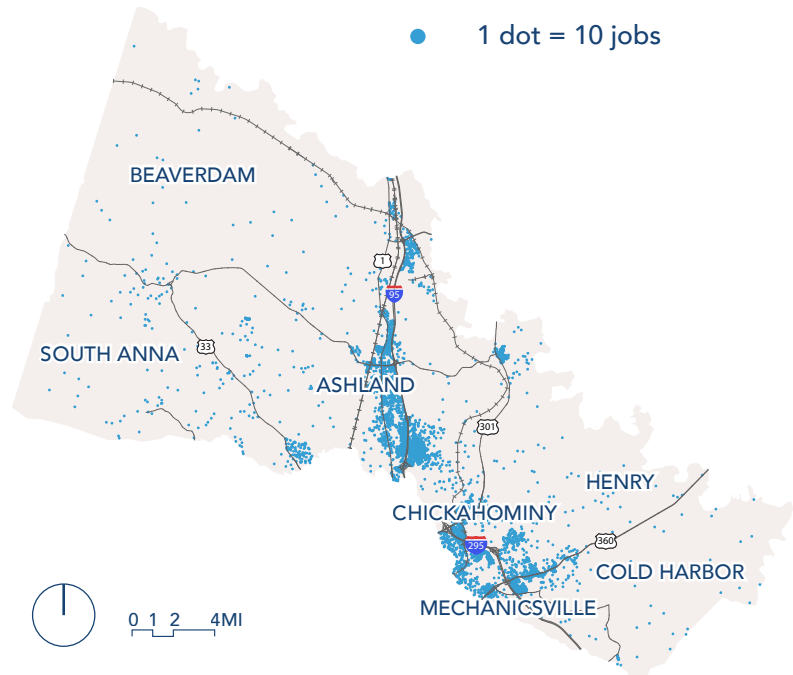 1 dot = 10 jobs
BEAVERDAM
1
95
33
SOUTH ANNA
ASHLAND
301
HENRY
CHICKAHOMINY
295
360
COLD HARBOR
MECHANICSVILLE
0 1 2 4MI